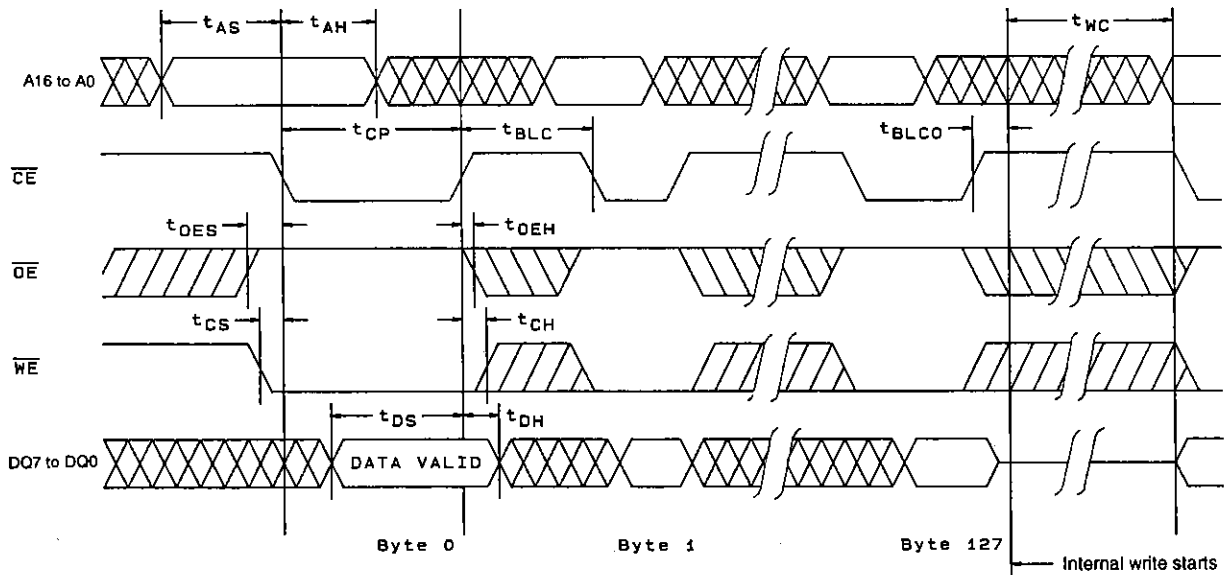 tAS
tAH
tWC
A16 to A0
tCP
tBLC
tBLCO
CE
tOES
tOEH
OE
tCS
tCH
WE
tDS
tDH
DQ7 to DQ0
DATA VALID
Byte 0
Byte 1
Byte 127
Internal write starts